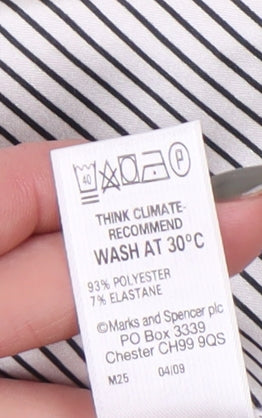 40 P
THINK CLIMATE-
RECOMMEND
WASH AT 30°C
93% POLYESTER
7% ELASTANE
©Marks and Spencer plc
PO Box 3339
Chester CH99 9QS
M25 04/09